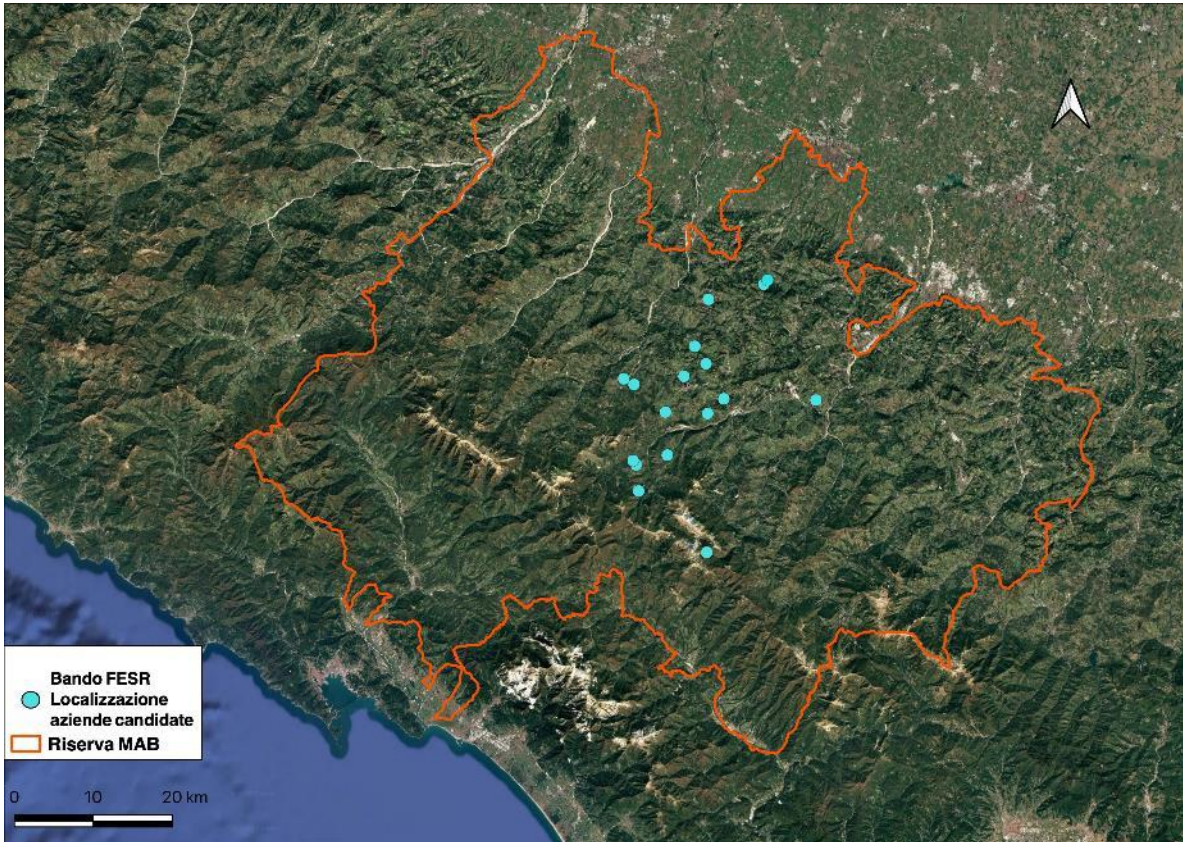 Bando FESR
Localizzazione
aziende candidate
Riserva MAB
0 10 20 km